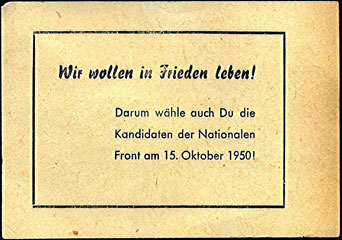 Wir wollen in Frieden leben!
Darum wähle auch Du die
Kandidaten der Nationalen
Front am 15. Oktober 1950!